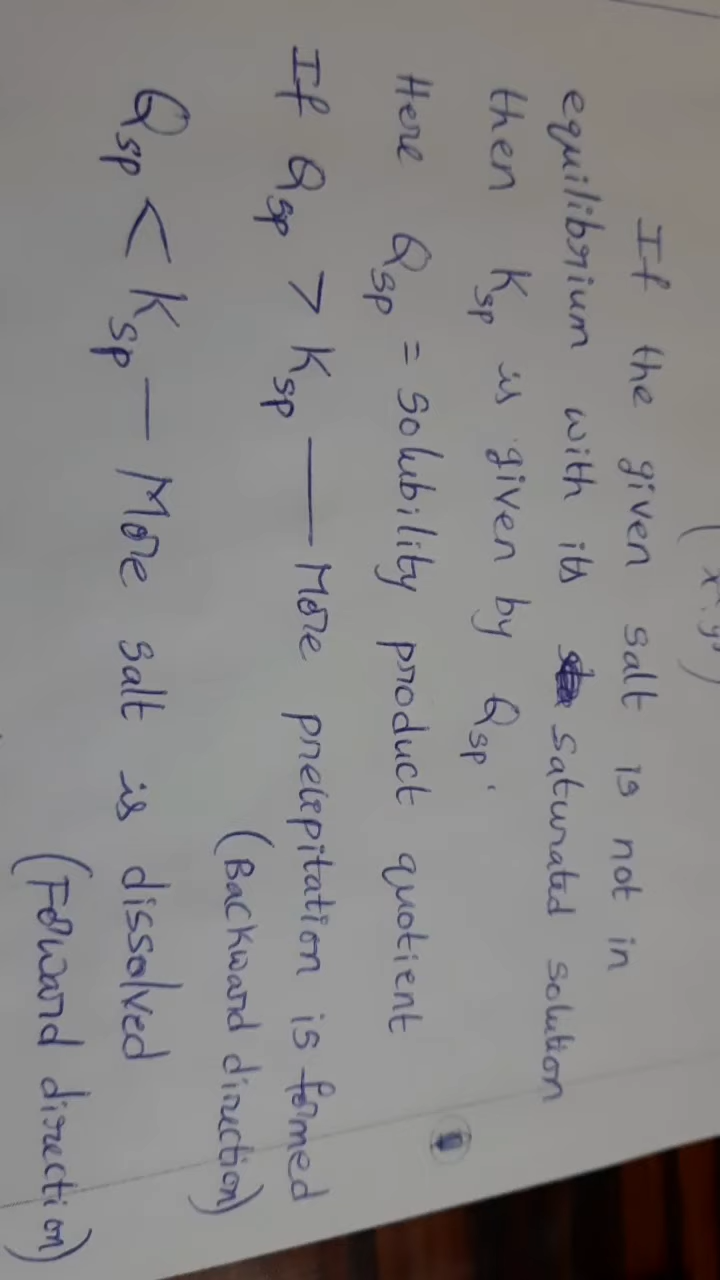 If the given salt is not in
equilibrium with its saturated solution
then Ksp is given by Qsp.
Here Qsp = Solubility product quotient
If Qsp > Ksp — More precipitation is formed
(Backward direction)
Qsp < Ksp — More salt is dissolved
(Forward direction)